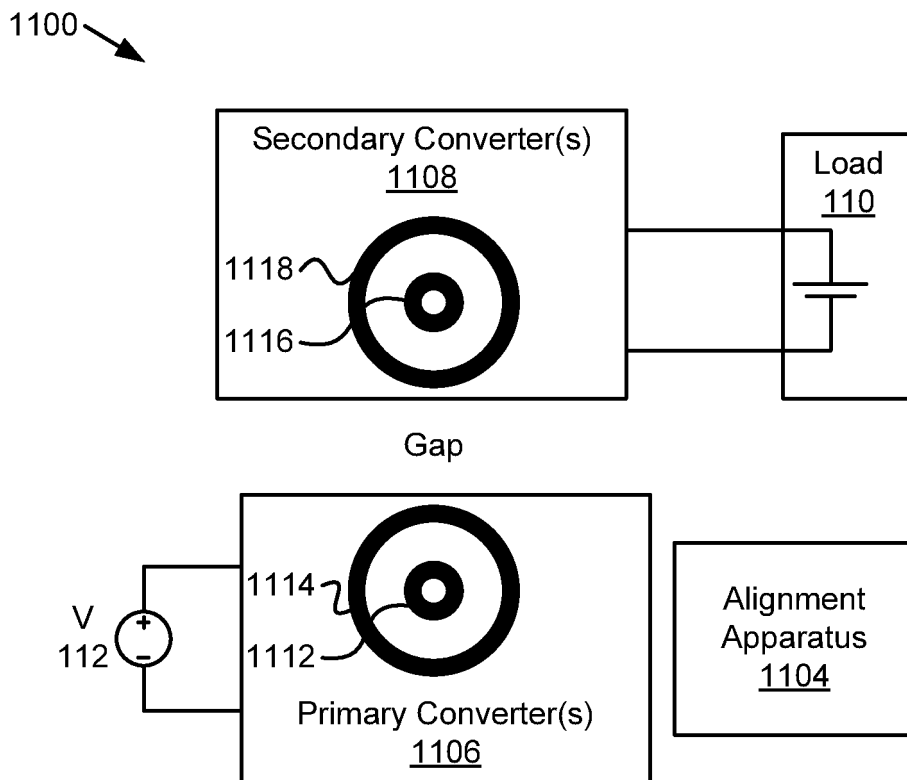 1100
Secondary Converter(s)
1108
Load
110
1118
1116
Gap
1114
1112
V
112
+
–
Alignment
Apparatus
1104
Primary Converter(s)
1106